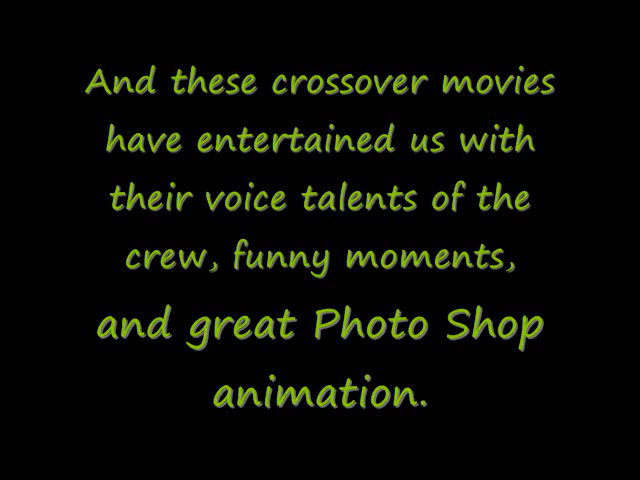 And these crossover movies
have entertained us with
their voice talents of the
crew, funny moments,
and great Photo Shop
animation.